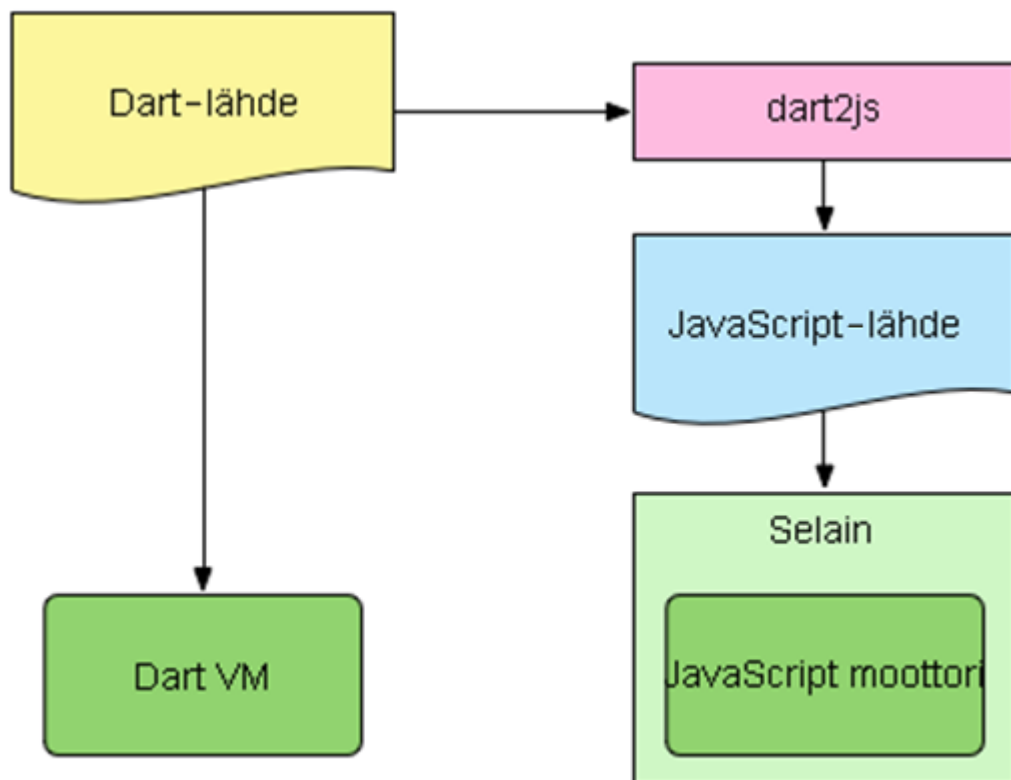 Dart-lähde
dart2js
JavaScript-lähde
Selain
Dart VM
JavaScript moottori